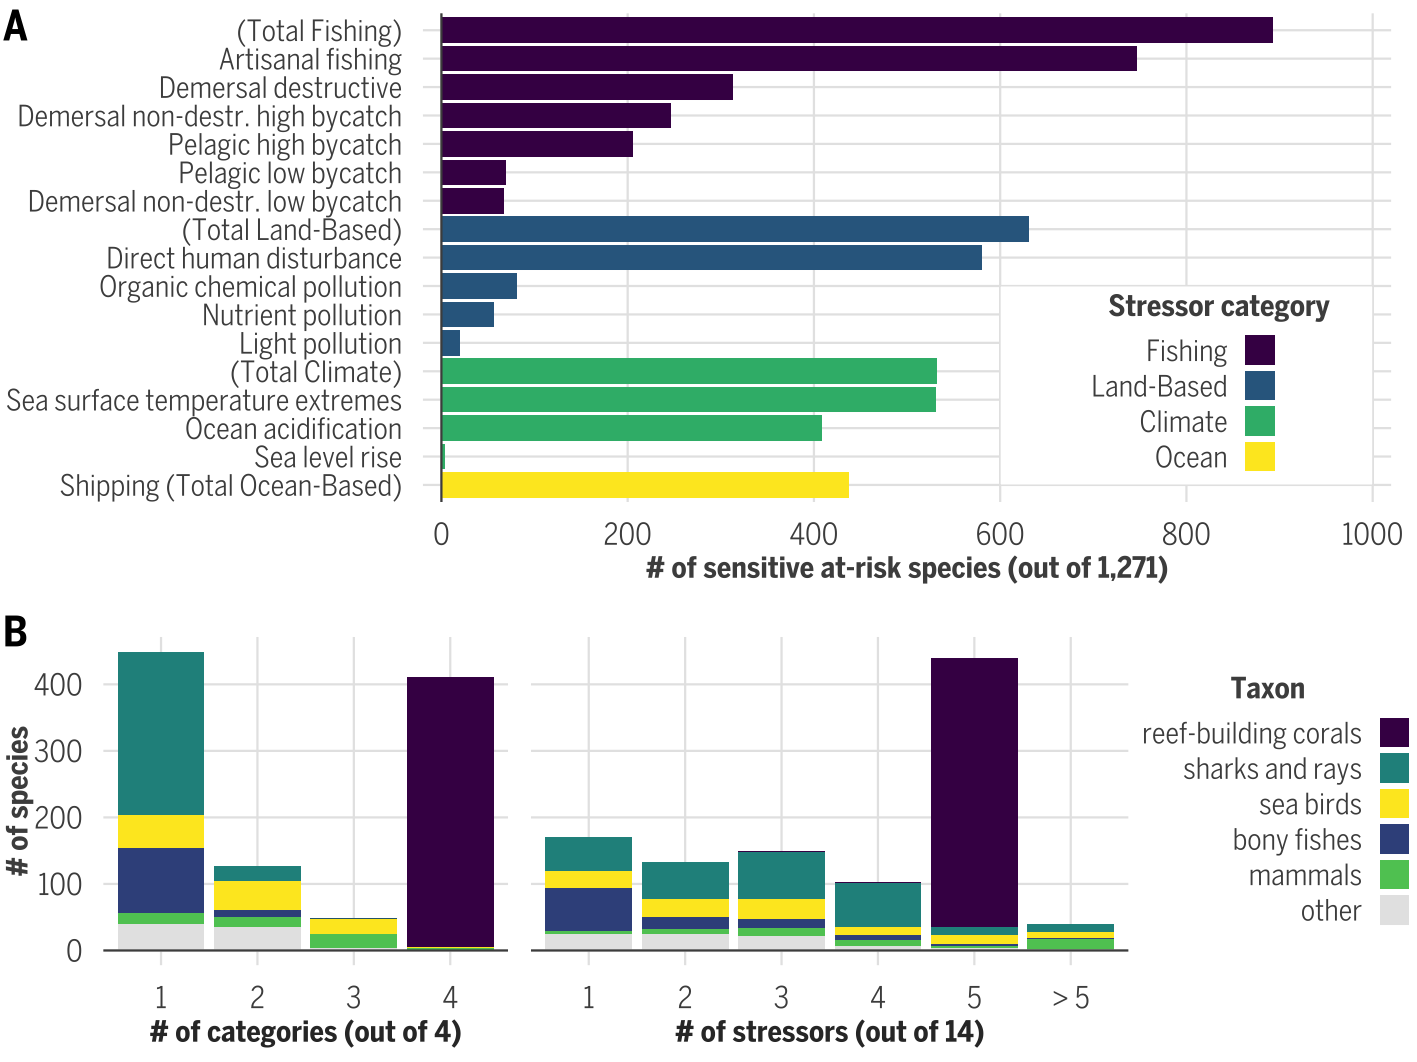 A
(Total Fishing)
Artisanal fishing
Demersal destructive
Demersal non-destr. high bycatch
Pelagic high bycatch
Pelagic low bycatch
Demersal non-destr. low bycatch
(Total Land-Based)
Direct human disturbance
Organic chemical pollution
Nutrient pollution
Light pollution
(Total Climate)
Sea surface temperature extremes
Ocean acidification
Sea level rise
Shipping (Total Ocean-Based)
Stressor category
Fishing
Land-Based
Climate
Ocean
0 200 400 600 800 1000
# of sensitive at-risk species (out of 1,271)
B
# of species
400
300
200
100
0
1 2 3 4
# of categories (out of 4)
1 2 3 4 5 > 5
# of stressors (out of 14)
Taxon
reef-building corals
sharks and rays
sea birds
bony fishes
mammals
other